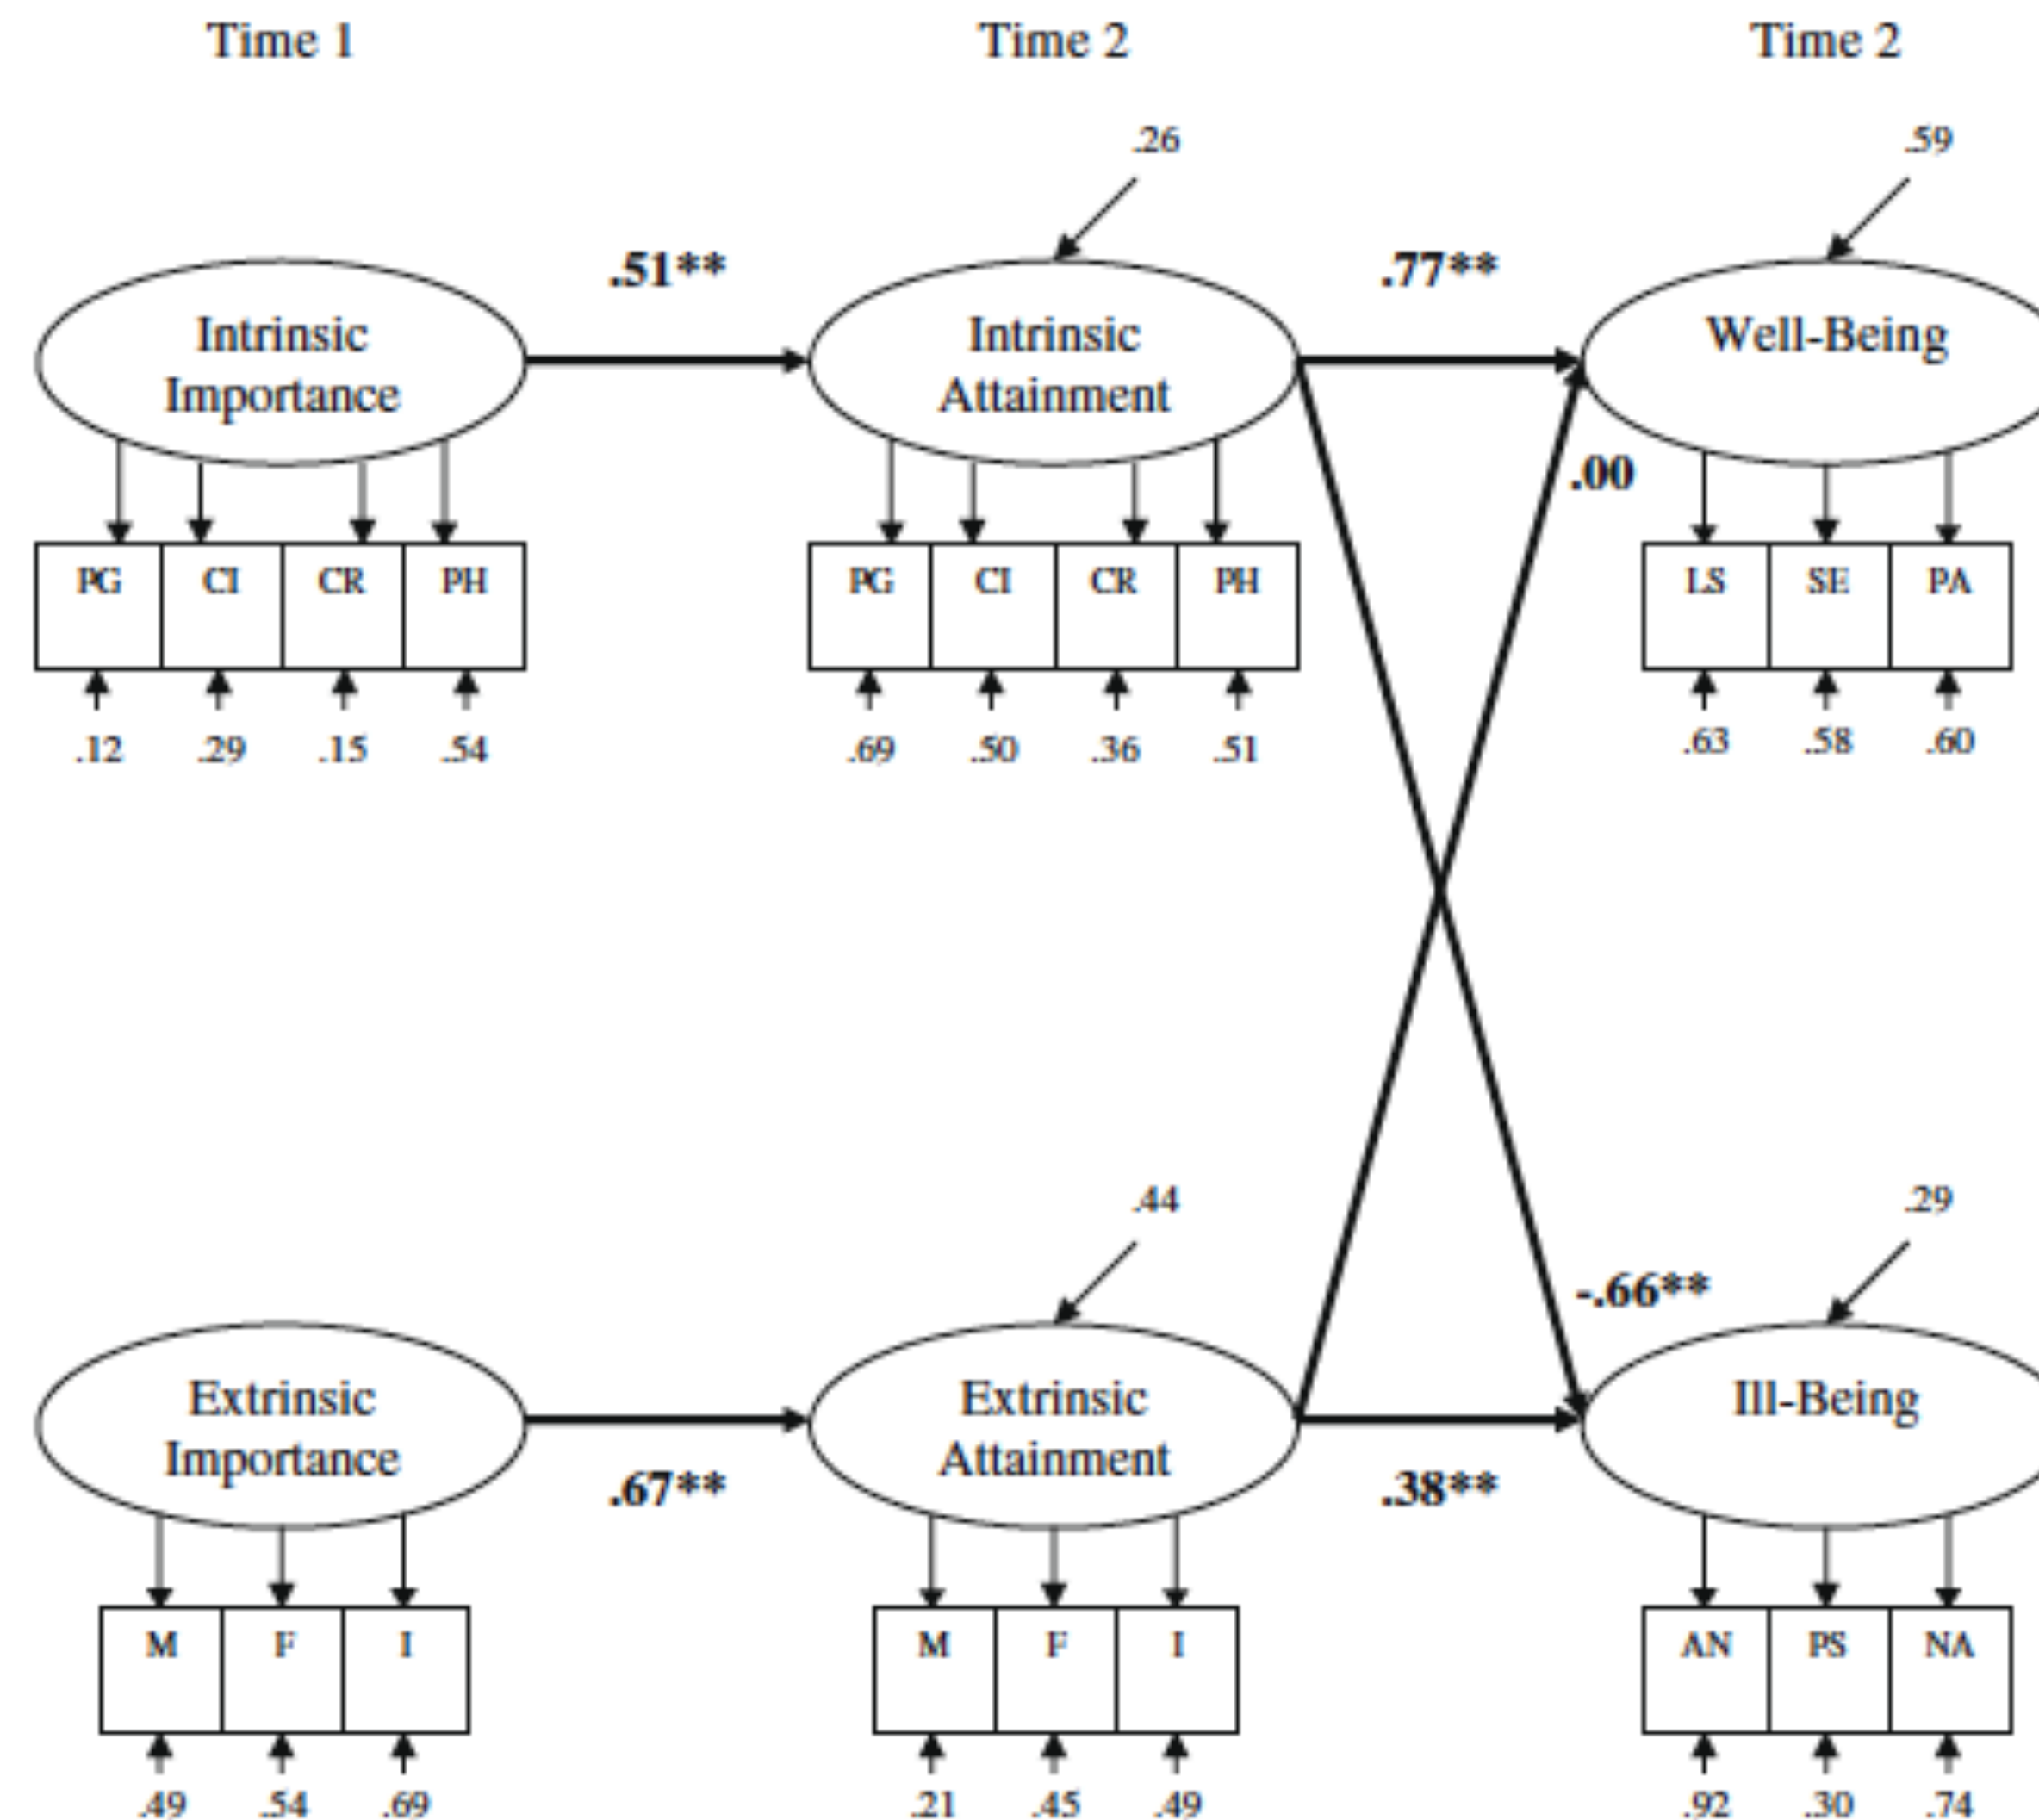 Time 1 Time 2 Time 2
.26 .59
.51** .77**
Intrinsic Importance
Intrinsic Attainment
Well-Being
.00
PG CI CR PH
PG CI CR PH
LS SE PA
.12 .29 .15 .54
.69 .50 .36 .51
.63 .58 .60
.44 .29
-.66**
Extrinsic Importance
Extrinsic Attainment
Ill-Being
.67** .38**
M F I
M F I
AN PS NA
.49 .54 .69
.21 .45 .49
.92 .30 .74